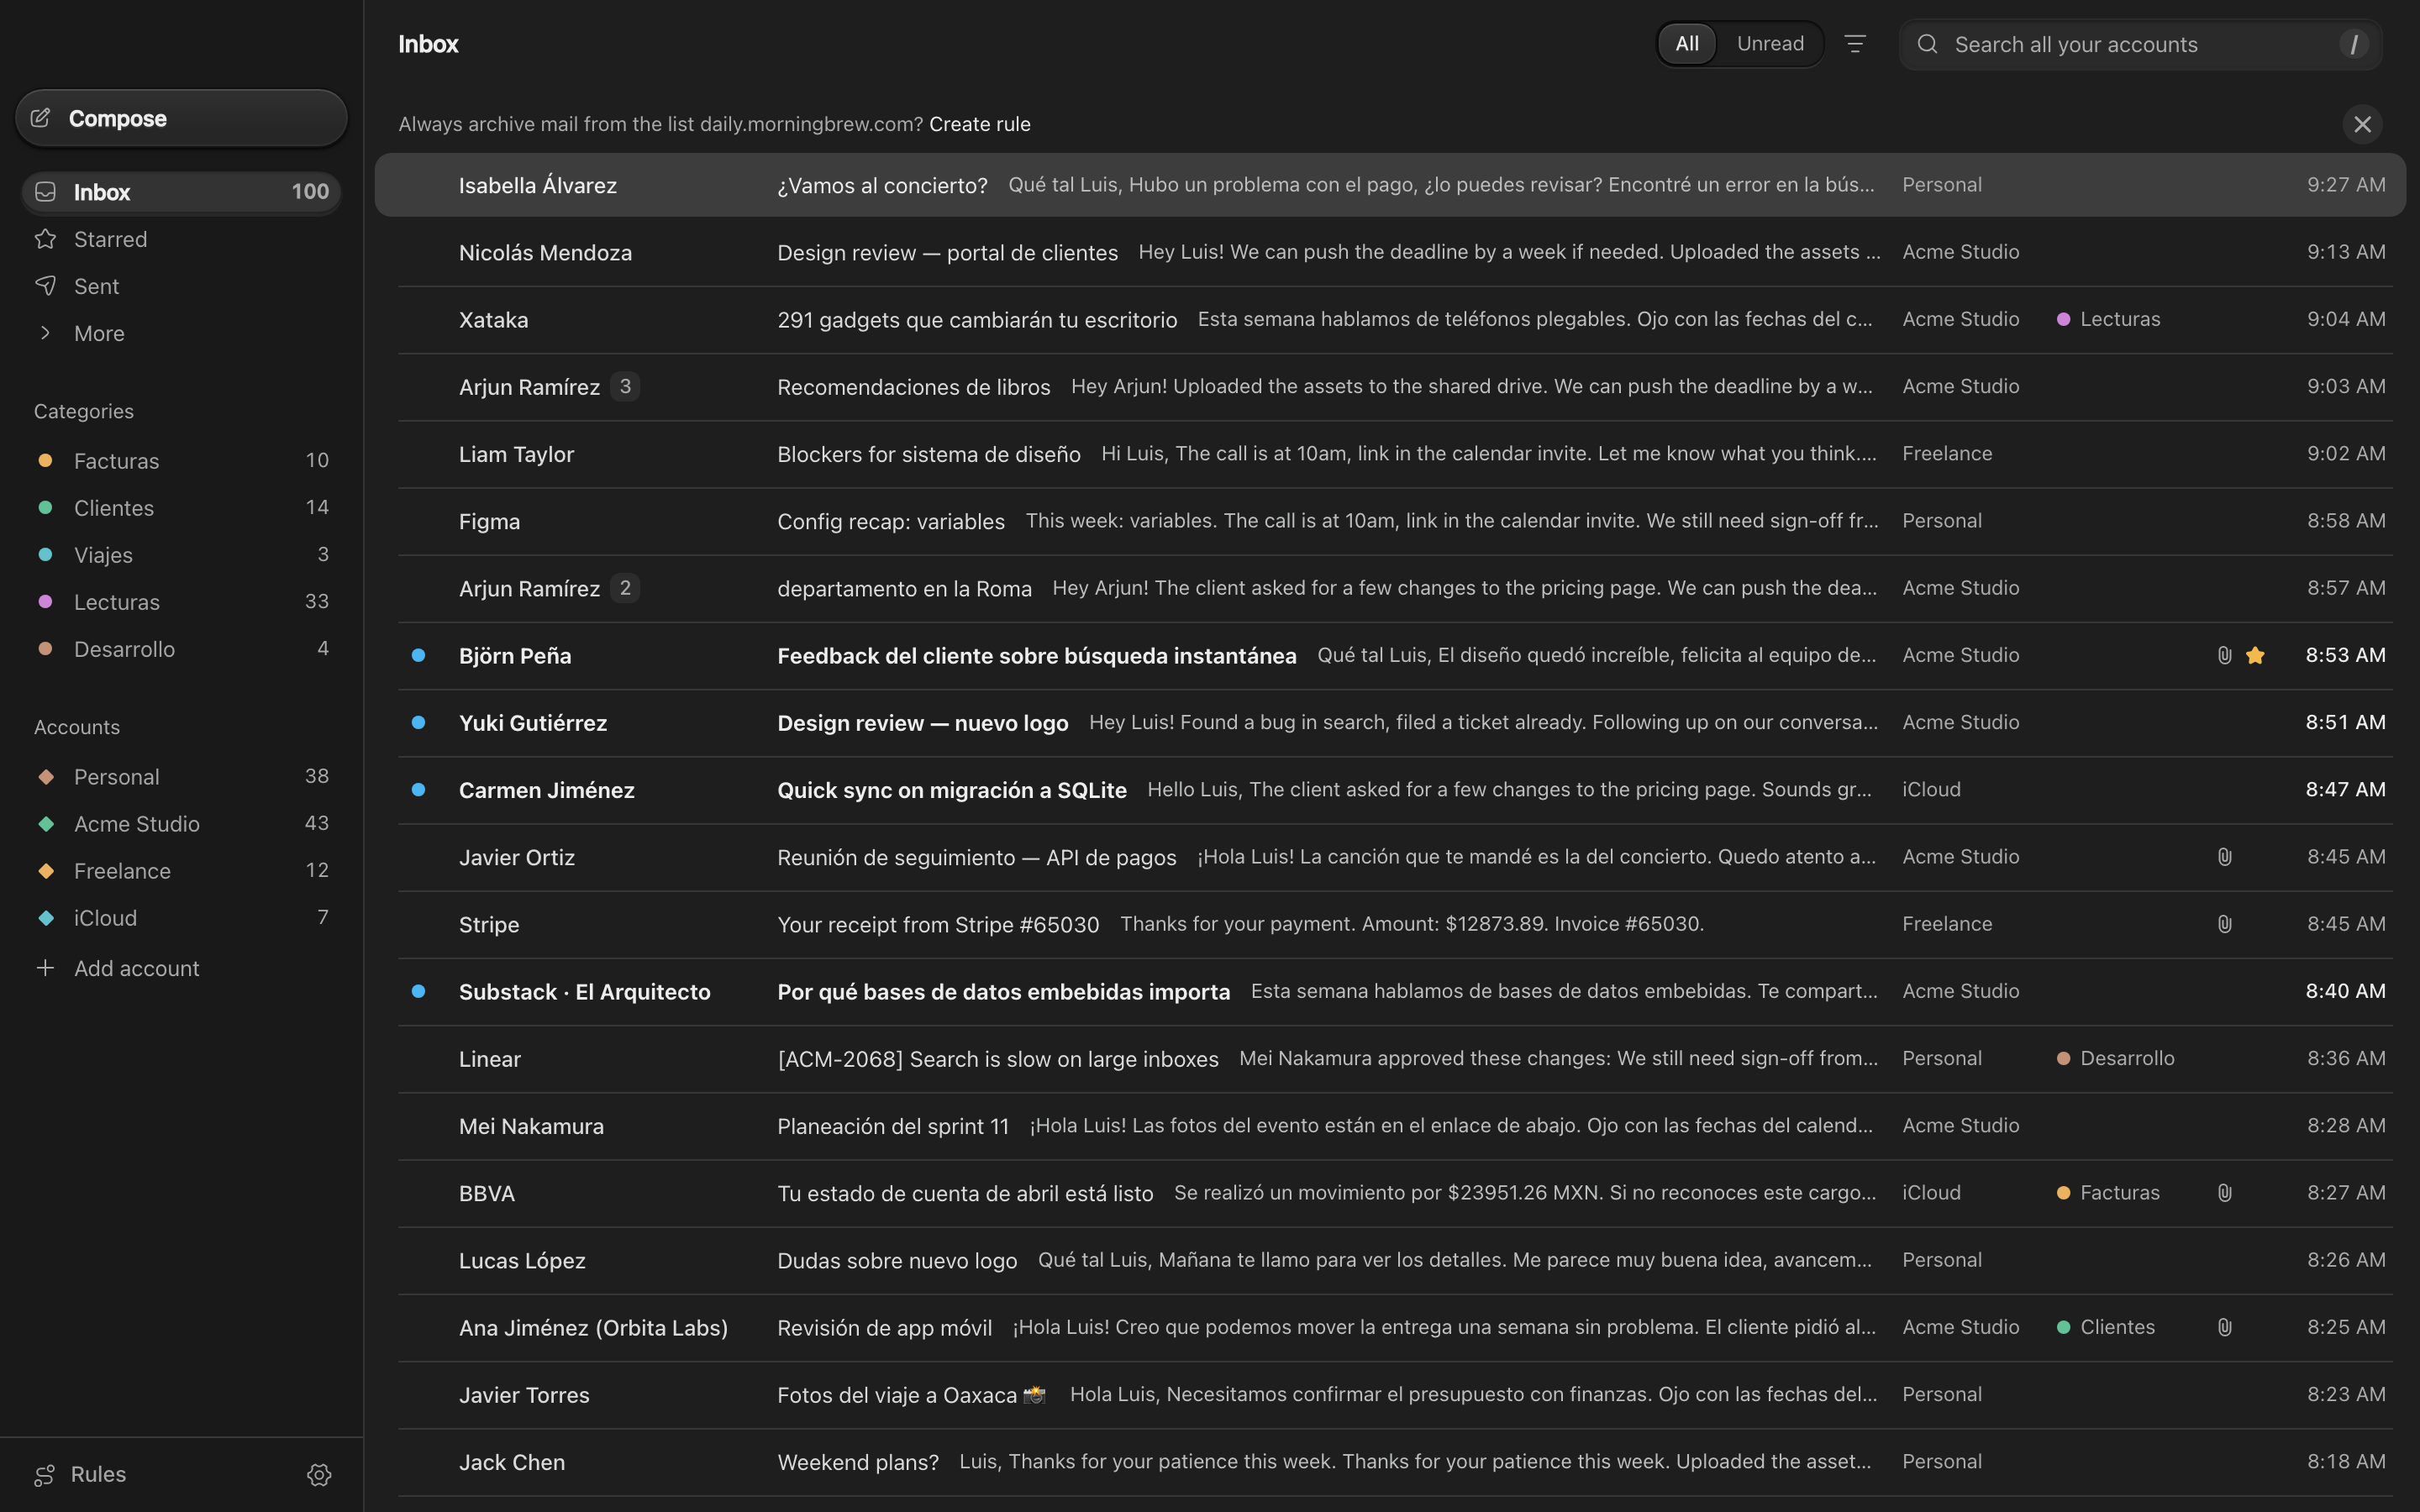 Inbox
All Unread Search all your accounts /
Compose
Always archive mail from the list daily.morningbrew.com? Create rule
Inbox 100
Starred
Sent
More
Categories
Facturas 10
Clientes 14
Viajes 3
Lecturas 33
Desarrollo 4
Accounts
Personal 38
Acme Studio 43
Freelance 12
iCloud 7
Add account
Rules
Isabella Álvarez ¿Vamos al concierto? Qué tal Luis, Hubo un problema con el pago, ¿lo puedes revisar? Encontré un error en la bús... Personal 9:27 AM
Nicolás Mendoza Design review — portal de clientes Hey Luis! We can push the deadline by a week if needed. Uploaded the assets ... Acme Studio 9:13 AM
Xataka 291 gadgets que cambiarán tu escritorio Esta semana hablamos de teléfonos plegables. Ojo con las fechas del c... Acme Studio Lecturas 9:04 AM
Arjun Ramírez 3 Recomendaciones de libros Hey Arjun! Uploaded the assets to the shared drive. We can push the deadline by a w... Acme Studio 9:03 AM
Liam Taylor Blockers for sistema de diseño Hi Luis, The call is at 10am, link in the calendar invite. Let me know what you think.... Freelance 9:02 AM
Figma Config recap: variables This week: variables. The call is at 10am, link in the calendar invite. We still need sign-off fr... Personal 8:58 AM
Arjun Ramírez 2 departamento en la Roma Hey Arjun! The client asked for a few changes to the pricing page. We can push the dea... Acme Studio 8:57 AM
Björn Peña Feedback del cliente sobre búsqueda instantánea Qué tal Luis, El diseño quedó increíble, felicita al equipo de... Acme Studio 8:53 AM
Yuki Gutiérrez Design review — nuevo logo Hey Luis! Found a bug in search, filed a ticket already. Following up on our conversa... Acme Studio 8:51 AM
Carmen Jiménez Quick sync on migración a SQLite Hello Luis, The client asked for a few changes to the pricing page. Sounds gr... iCloud 8:47 AM
Javier Ortiz Reunión de seguimiento — API de pagos ¡Hola Luis! La canción que te mandé es la del concierto. Quedo atento a... Acme Studio 8:45 AM
Stripe Your receipt from Stripe #65030 Thanks for your payment. Amount: $12873.89. Invoice #65030. Freelance 8:45 AM
Substack · El Arquitecto Por qué bases de datos embebidas importa Esta semana hablamos de bases de datos embebidas. Te compart... Acme Studio 8:40 AM
Linear [ACM-2068] Search is slow on large inboxes Mei Nakamura approved these changes: We still need sign-off from... Personal Desarrollo 8:36 AM
Mei Nakamura Planeación del sprint 11 ¡Hola Luis! Las fotos del evento están en el enlace de abajo. Ojo con las fechas del calend... Acme Studio 8:28 AM
BBVA Tu estado de cuenta de abril está listo Se realizó un movimiento por $23951.26 MXN. Si no reconoces este cargo... iCloud Facturas 8:27 AM
Lucas López Dudas sobre nuevo logo Qué tal Luis, Mañana te llamo para ver los detalles. Me parece muy buena idea, avancem... Personal 8:26 AM
Ana Jiménez (Orbita Labs) Revisión de app móvil ¡Hola Luis! Creo que podemos mover la entrega una semana sin problema. El cliente pidió al... Acme Studio Clientes 8:25 AM
Javier Torres Fotos del viaje a Oaxaca 📸 Hola Luis, Necesitamos confirmar el presupuesto con finanzas. Ojo con las fechas del... Personal 8:23 AM
Jack Chen Weekend plans? Luis, Thanks for your patience this week. Thanks for your patience this week. Uploaded the asset... Personal 8:18 AM